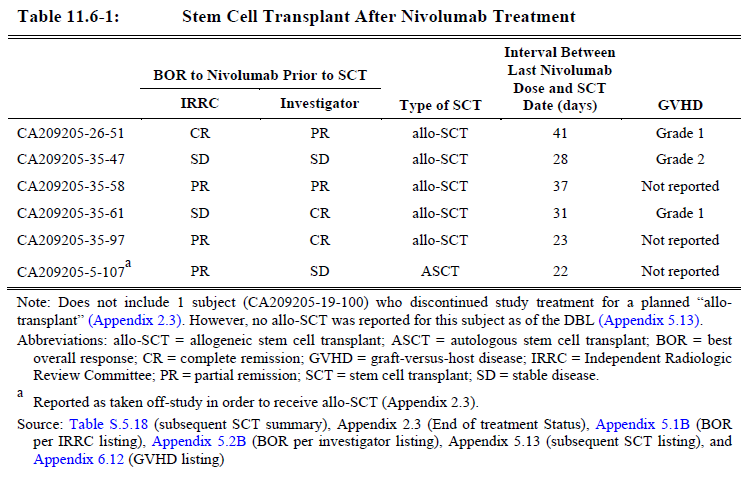 Table 11.6-1: Stem Cell Transplant After Nivolumab Treatment
BOR to Nivolumab Prior to SCT
Interval Between
Last Nivolumab
Dose and SCT
Date (days)
IRRC Investigator Type of SCT GVHD
CA209205-26-51 CR PR allo-SCT 41 Grade 1
CA209205-35-47 SD SD allo-SCT 28 Grade 2
CA209205-35-58 PR PR allo-SCT 37 Not reported
CA209205-35-61 SD CR allo-SCT 31 Grade 1
CA209205-35-97 PR CR allo-SCT 23 Not reported
CA209205-5-107a PR SD ASCT 22 Not reported
Note: Does not include 1 subject (CA209205-19-100) who discontinued study treatment for a planned “allo-
transplant” (Appendix 2.3). However, no allo-SCT was reported for this subject as of the DBL (Appendix 5.13).
Abbreviations: allo-SCT = allogeneic stem cell transplant; ASCT = autologous stem cell transplant; BOR = best
overall response; CR = complete remission; GVHD = graft-versus-host disease; IRRC = Independent Radiologic
Review Committee; PR = partial remission; SCT = stem cell transplant; SD = stable disease.
a Reported as taken off-study in order to receive allo-SCT (Appendix 2.3).
Source: Table S.5.18 (subsequent SCT summary), Appendix 2.3 (End of treatment Status), Appendix 5.1B (BOR
per IRRC listing), Appendix 5.2B (BOR per investigator listing), Appendix 5.13 (subsequent SCT listing), and
Appendix 6.12 (GVHD listing)